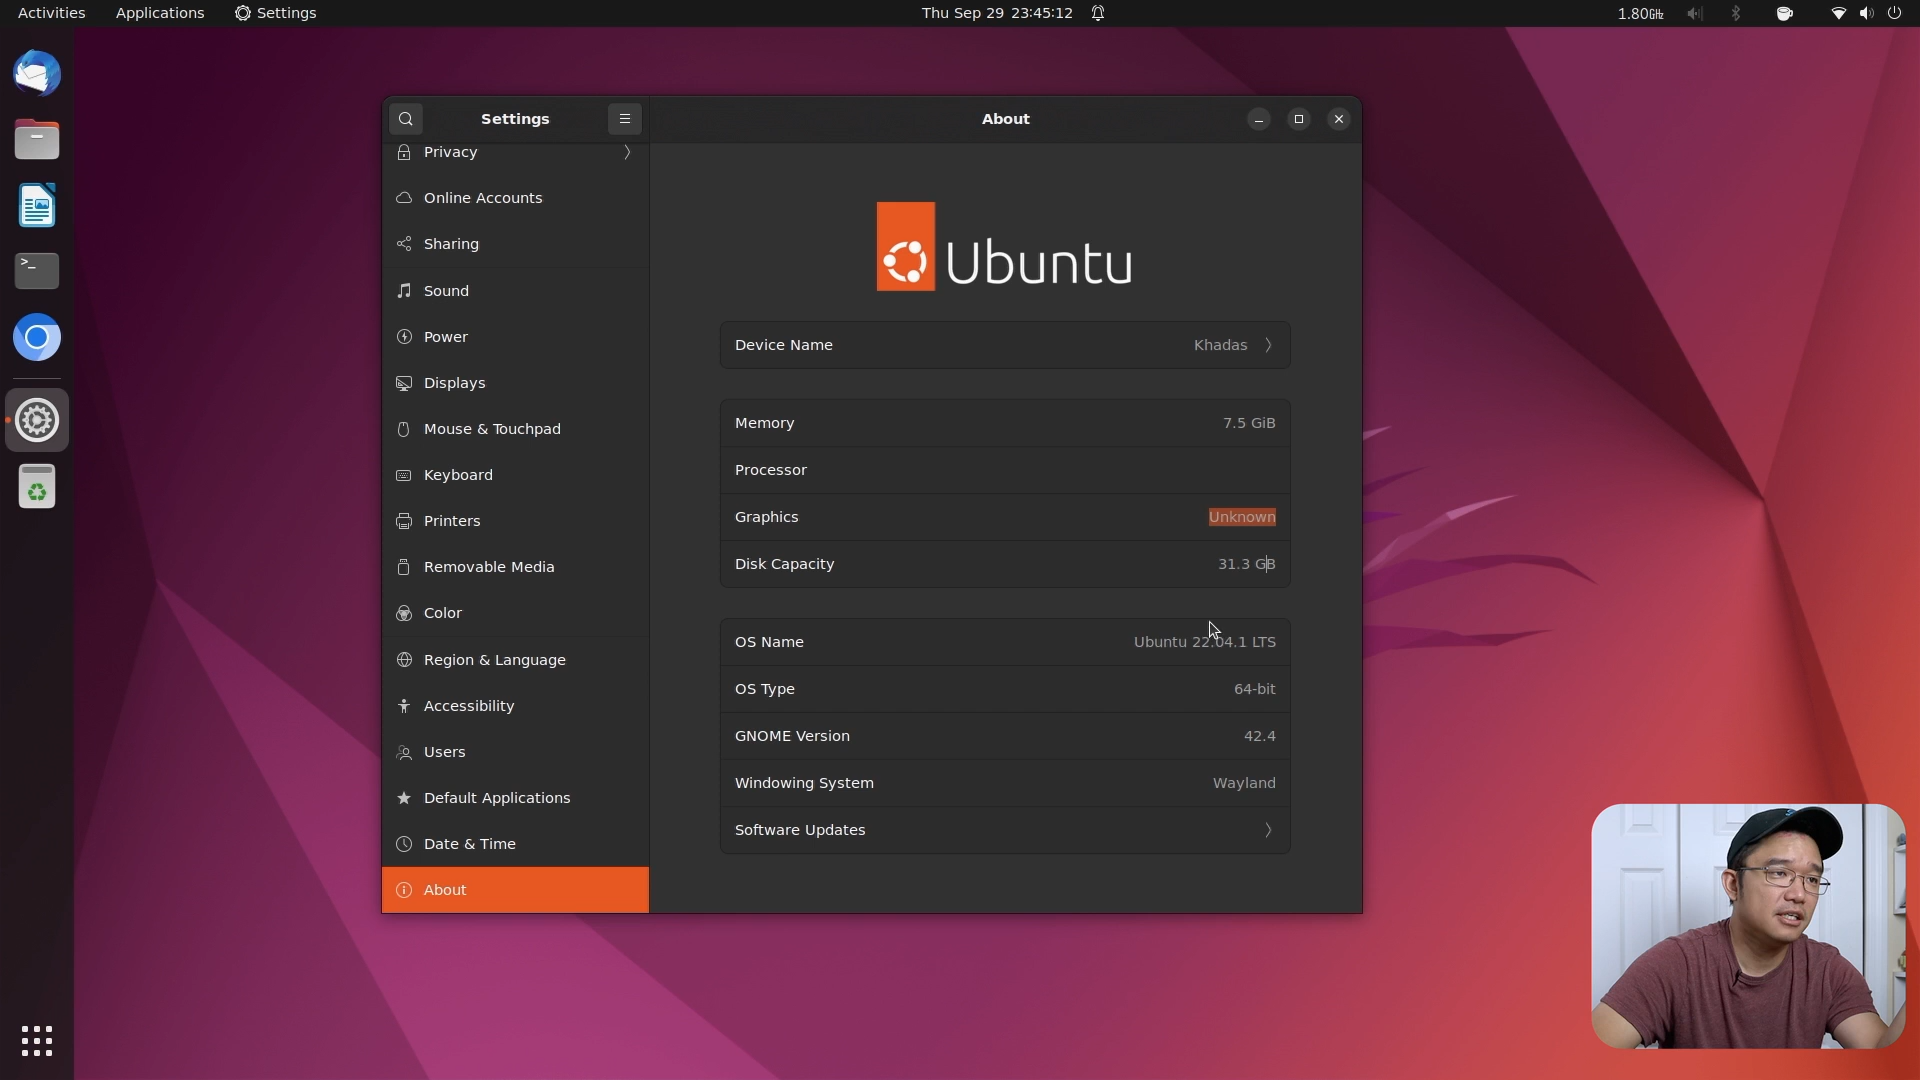 Activities Applications Settings Thu Sep 29 23:45:12 1.80GHz
Settings
About
Privacy
Online Accounts
Sharing
Sound
Power
Displays
Mouse & Touchpad
Keyboard
Printers
Removable Media
Color
Region & Language
Accessibility
Users
Default Applications
Date & Time
About
Ubuntu
Device Name Khadas
Memory 7.5 GiB
Processor
Graphics Unknown
Disk Capacity 31.3 GB
OS Name Ubuntu 22.04.1 LTS
OS Type 64-bit
GNOME Version 42.4
Windowing System Wayland
Software Updates